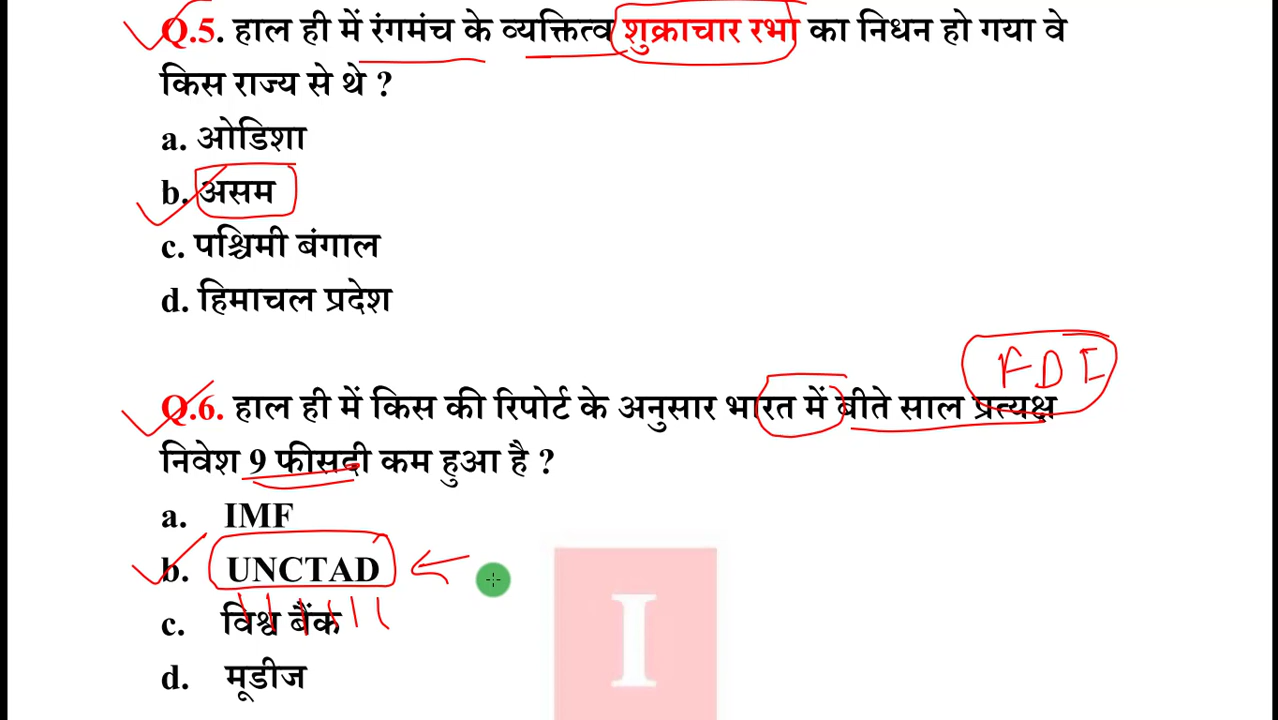 Q.5. हाल ही में रंगमंच के व्यक्तित्व शुक्राचार रभा का निधन हो गया वे
किस राज्य से थे ?
a. ओडिशा
b. असम
c. पश्चिमी बंगाल
d. हिमाचल प्रदेश
FDI
Q.6. हाल ही में किस की रिपोर्ट के अनुसार भारत में बीते साल प्रत्यक्ष
निवेश 9 फीसदी कम हुआ है ?
a. IMF
b. UNCTAD
c. विश्व बैंक
d. मूडीज
I